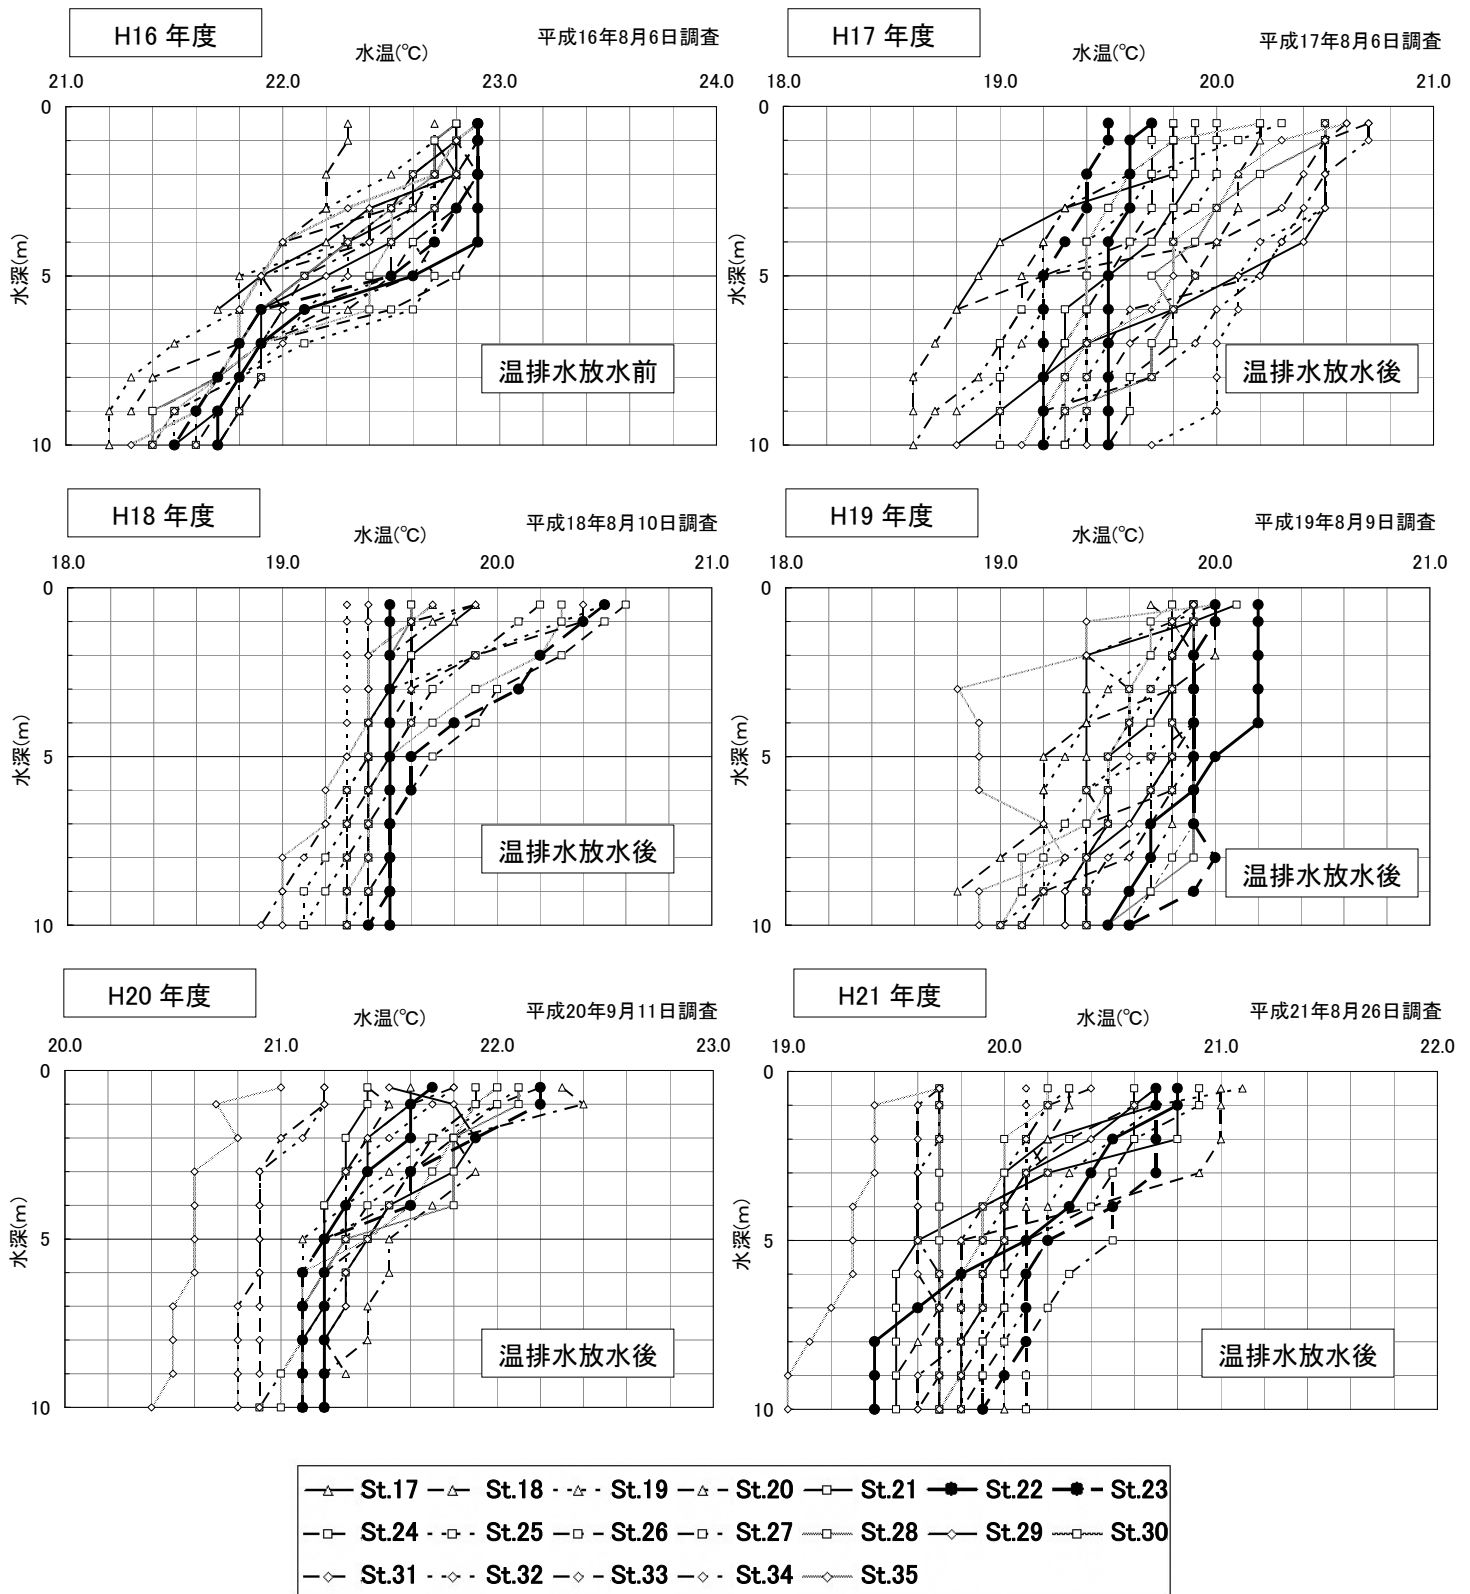 H16 年度
平成16年8月6日調査
水温(℃)
21.0 22.0 23.0 24.0
0
5
10
水深(m)
温排水放水前
H17 年度
平成17年8月6日調査
水温(℃)
18.0 19.0 20.0 21.0
0
5
10
水深(m)
温排水放水後
H18 年度
平成18年8月10日調査
水温(℃)
18.0 19.0 20.0 21.0
0
5
10
水深(m)
温排水放水後
H19 年度
平成19年8月9日調査
水温(℃)
18.0 19.0 20.0 21.0
0
5
10
水深(m)
温排水放水後
H20 年度
平成20年9月11日調査
水温(℃)
20.0 21.0 22.0 23.0
0
5
10
水深(m)
温排水放水後
H21 年度
平成21年8月26日調査
水温(℃)
19.0 20.0 21.0 22.0
0
5
10
水深(m)
温排水放水後
St.17 St.18 St.19 St.20 St.21 St.22 St.23
St.24 St.25 St.26 St.27 St.28 St.29 St.30
St.31 St.32 St.33 St.34 St.35